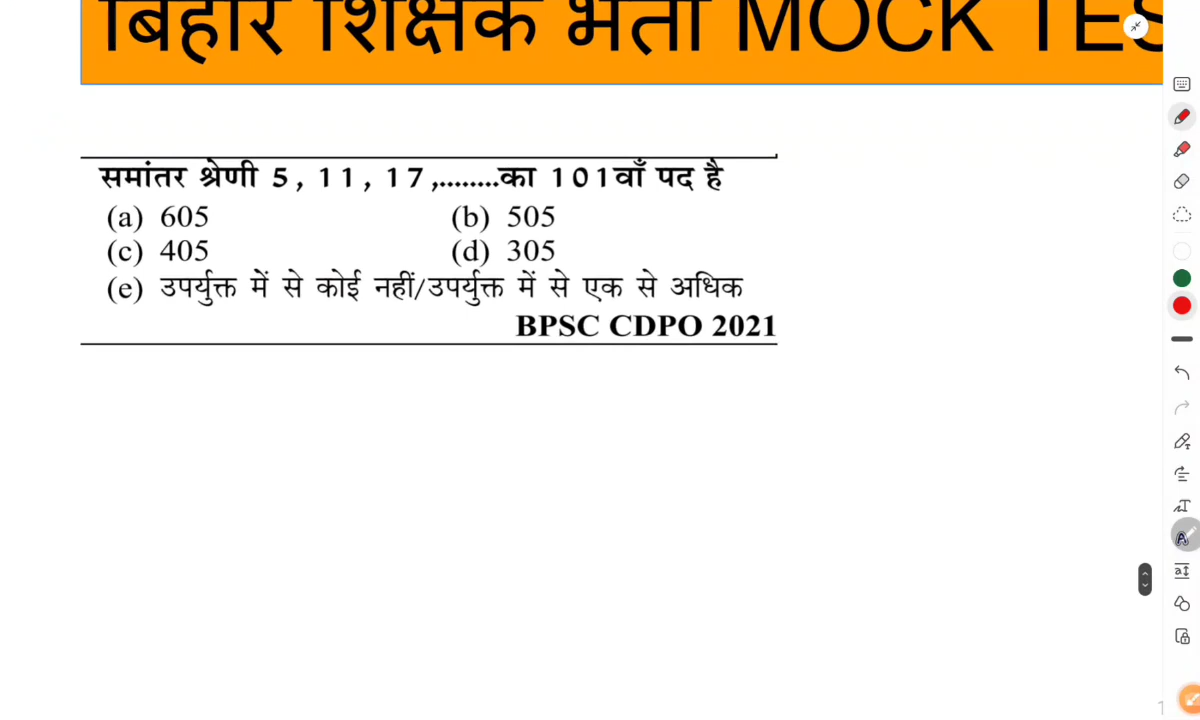 बिहार शिक्षक भर्ती MOCK TES
समांतर श्रेणी 5, 11, 17,........का 101वाँ पद है
(a) 605 (b) 505
(c) 405 (d) 305
(e) उपर्युक्त में से कोई नहीं/उपर्युक्त में से एक से अधिक
BPSC CDPO 2021
1